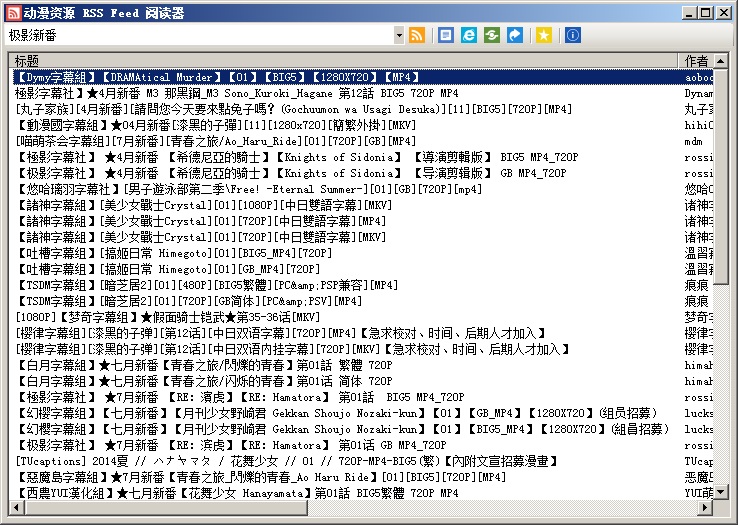 动漫资源 RSS Feed 阅读器
极影新番
标题 作者
【Dymy字幕組】【DRAMAtical Murder】【01】【BIG5】【1280X720】【MP4】 aoboo
極影字幕社】★4月新番 M3 那黒鋼_M3 Sono_Kuroki_Hagane 第12話 BIG5 720P MP4 Dynam
[丸子家族][4月新番][請問您今天要來點兔子嗎? (Gochuumon wa Usagi Desuka)][11][BIG5][720P][MP4] 丸子家
【動漫國字幕組】★04月新番[漆黑的子彈][11][1280x720][簡繁外掛][MKV] hihiC
[喵萌茶会字幕组][7月新番][青春之旅/Ao_Haru_Ride][01][GB][720P][MP4] mdm
【極影字幕社】 ★4月新番 【希德尼亞的騎士】【Knights of Sidonia】 【導演剪輯版】 BIG5 MP4_720P rossi
【极影字幕社】 ★4月新番 【希德尼亚的骑士】【Knights of Sidonia】 【导演剪辑版】 GB MP4_720P rossi
【悠哈璃羽字幕社】[男子遊泳部第二季\Free! -Eternal Summer-][01][GB][720P][mp4] 悠哈C
【諸神字幕組】[美少女戰士Crystal][01][1080P][中日雙語字幕][MKV] 诸神字
【諸神字幕組】[美少女戰士Crystal][01][720P][中日雙語字幕][MP4] 诸神字
【諸神字幕組】[美少女戰士Crystal][01][720P][中日雙語字幕][MKV] 诸神字
【吐槽字幕组】[搞姬日常 Himegoto][01][BIG5_MP4][720P] 溫習寡
【吐槽字幕组】[搞姬日常 Himegoto][01][GB_MP4][720P] 溫習寡
【TSDM字幕組】[暗芝居2][01][480P][BIG5繁體][PC&amp;PSP兼容][MP4] 痕痕
【TSDM字幕組】[暗芝居2][01][720P][GB简体][PC&amp;PSV][MP4] 痕痕
[1080P]【梦奇字幕组】★假面骑士铠武★第35-36话[MKV] 梦奇字
[樱律字幕组][漆黑的子弹][第12话][中日双语字幕][720P][MP4]【急求校对、时间、后期人才加入】 樱律字
[樱律字幕组][漆黑的子弹][第12话][中日双语内挂字幕][720P][MKV]【急求校对、时间、后期人才加入】 樱律字
【白月字幕組】★七月新番【青春之旅/閃爍的青春】第01話 繁體 720P himah
【白月字幕组】★七月新番【青春之旅/闪烁的青春】第01话 简体 720P himah
【極影字幕社】 ★7月新番 【RE: 濱虎】【RE: Hamatora】 第01話  BIG5 MP4_720P rossi
【幻樱字幕组】【七月新番】【月刊少女野崎君 Gekkan Shoujo Nozaki-kun】【01】【GB_MP4】【1280X720】(组员招募) lucks
【幻櫻字幕組】【七月新番】【月刊少女野崎君 Gekkan Shoujo Nozaki-kun】【01】【BIG5_MP4】【1280X720】(組員招募) lucks
【极影字幕社】 ★7月新番 【RE: 滨虎】【RE: Hamatora】 第01话 GB MP4_720P rossi
[TUcaptions] 2014夏 // ハナヤマタ / 花舞少女 // 01 // 720P-MP4-BIG5(繁)【內附文宣招募漫畫】 TUcap
【惡魔島字幕組】★7月新番【青春之旅_閃爍的青春_Ao Haru Ride】[01][BIG5][720P][MP4] 恶魔岛
【西農YUI漢化組】★七月新番【花舞少女 Hanayamata】第01話 BIG5繁體 720P MP4 YUI萌